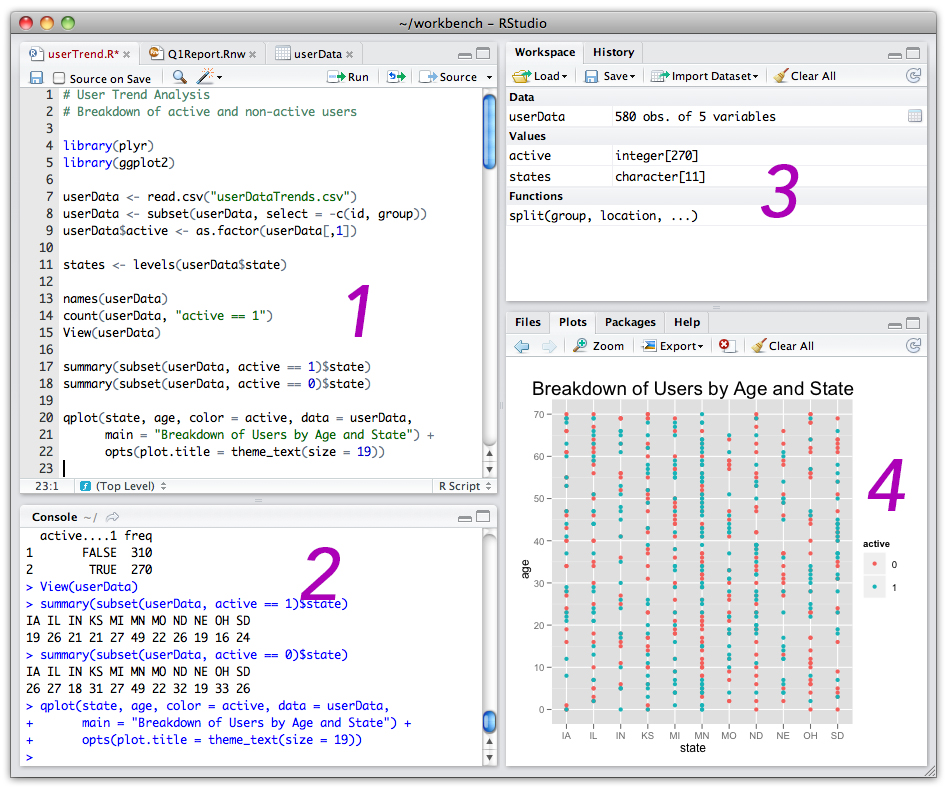 ~/workbench – RStudio
userTrend.R* Q1Report.Rnw userData
Source on Save Run Source
1 # User Trend Analysis
2 # Breakdown of active and non-active users
3
4 library(plyr)
5 library(ggplot2)
6
7 userData <- read.csv("userDataTrends.csv")
8 userData <- subset(userData, select = -c(id, group))
9 userData$active <- as.factor(userData[,1])
10
11 states <- levels(userData$state)
12
13 names(userData)
14 count(userData, "active == 1")
15 View(userData)
16
17 summary(subset(userData, active == 1)$state)
18 summary(subset(userData, active == 0)$state)
19
20 qplot(state, age, color = active, data = userData,
21 main = "Breakdown of Users by Age and State") +
22 opts(plot.title = theme_text(size = 19))
23
1
23:1 (Top Level) R Script
Console ~/
active....1 freq
1 FALSE 310
2 TRUE 270
> View(userData)
> summary(subset(userData, active == 1)$state)
IA IL IN KS MI MN MO ND NE OH SD
19 26 21 21 27 49 22 26 19 16 24
> summary(subset(userData, active == 0)$state)
IA IL IN KS MI MN MO ND NE OH SD
26 27 18 31 27 49 22 32 19 33 26
> qplot(state, age, color = active, data = userData,
+ main = "Breakdown of Users by Age and State") +
+ opts(plot.title = theme_text(size = 19))
>
2
Workspace History
Load Save Import Dataset Clear All
Data
userData 580 obs. of 5 variables
Values
active integer[270]
states character[11]
Functions
split(group, location, ...)
3
Files Plots Packages Help
Zoom Export Clear All
Breakdown of Users by Age and State
70
60
50
40
30
20
10
0
age
IA IL IN KS MI MN MO ND NE OH SD
state
active
0
1
4